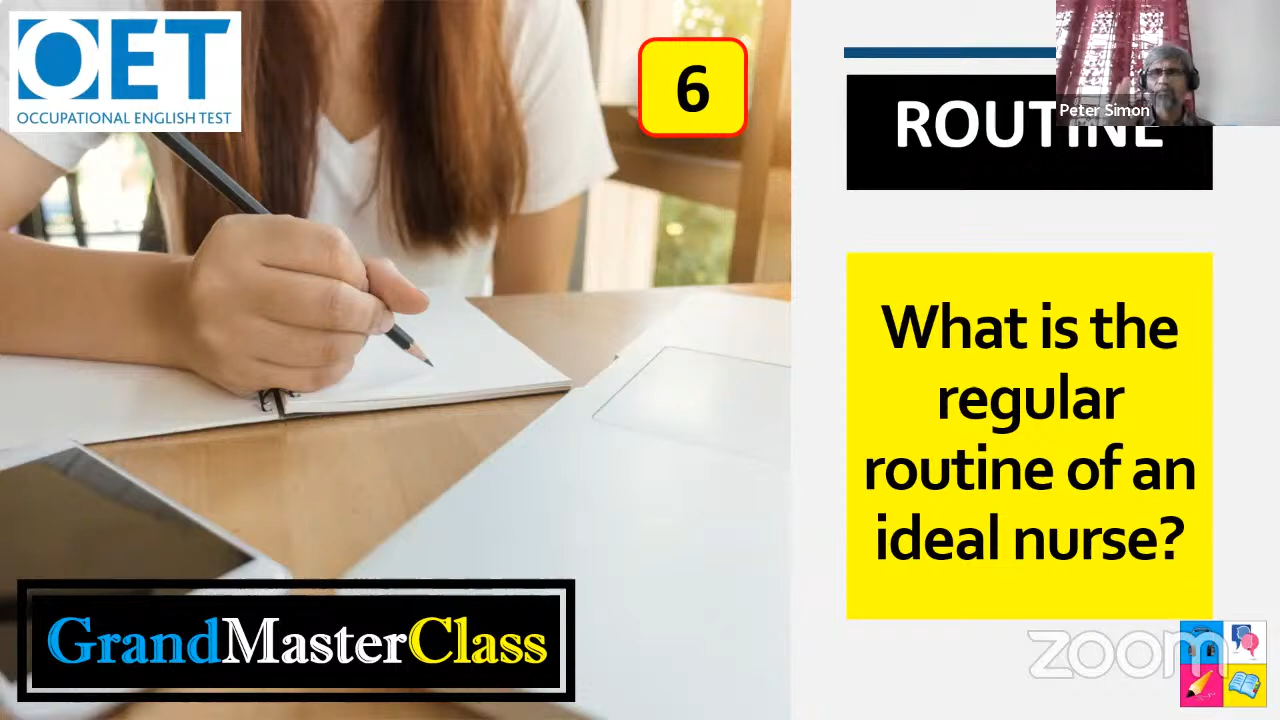 OET
OCCUPATIONAL ENGLISH TEST
6
ROUTINE
Peter Simon
What is the
regular
routine of an
ideal nurse?
GrandMasterClass
zoom